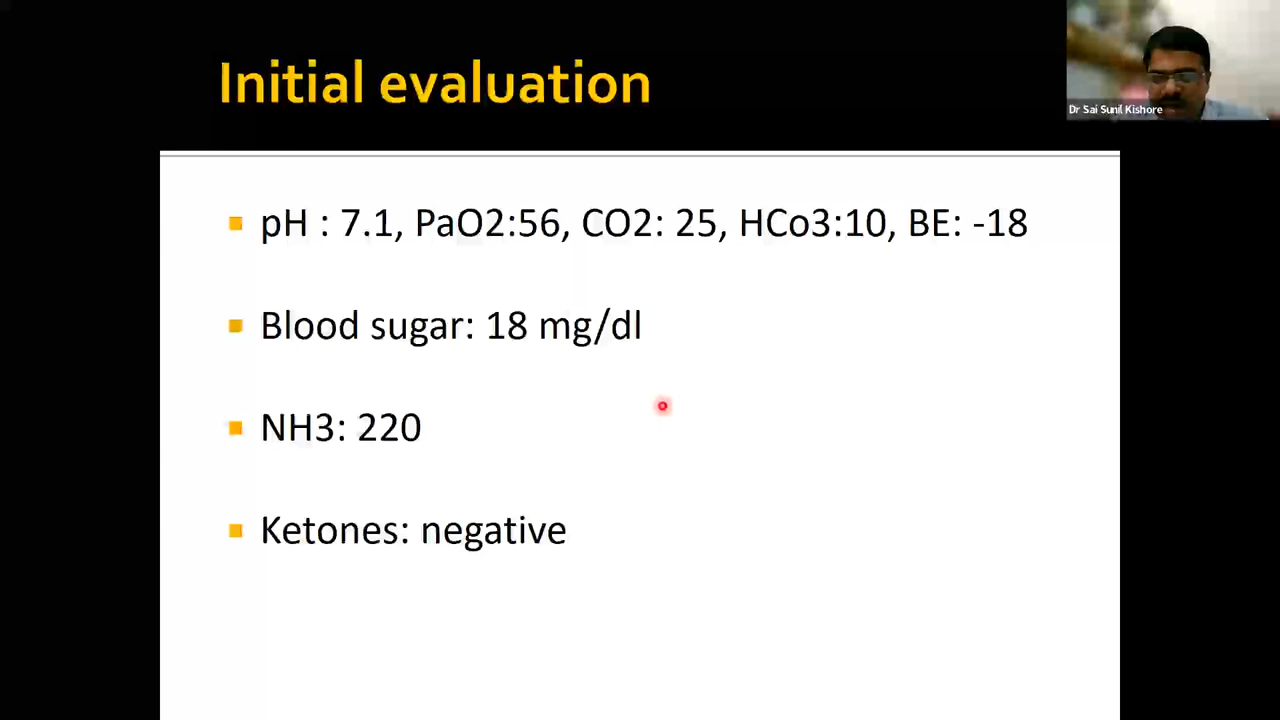 Initial evaluation
Dr Sai Sunil Kishore
pH : 7.1, PaO2:56, CO2: 25, HCo3:10, BE: -18
Blood sugar: 18 mg/dl
NH3: 220
Ketones: negative